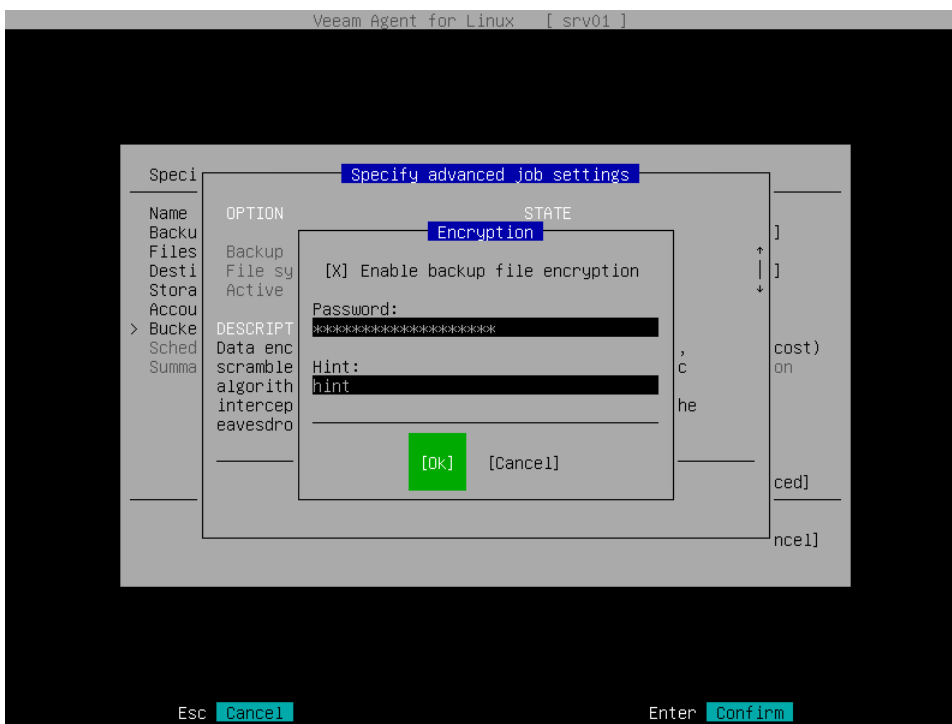 Veeam Agent for Linux [ srv01 ]
Speci
Specify advanced job settings
Name
OPTION STATE
Backu
Encryption
]
Files
Backup
Desti
File sy
[X] Enable backup file encryption
]
Stora
Active
Accou
Password:
> Bucke
DESCRIPT
*******************
Sched
Data enc
,
cost)
Summa
scramble
Hint:
c
on
algorith
hint
intercep
he
eavesdro
[Ok] [Cancel]
ced]
ncel]
Esc Cancel Enter Confirm